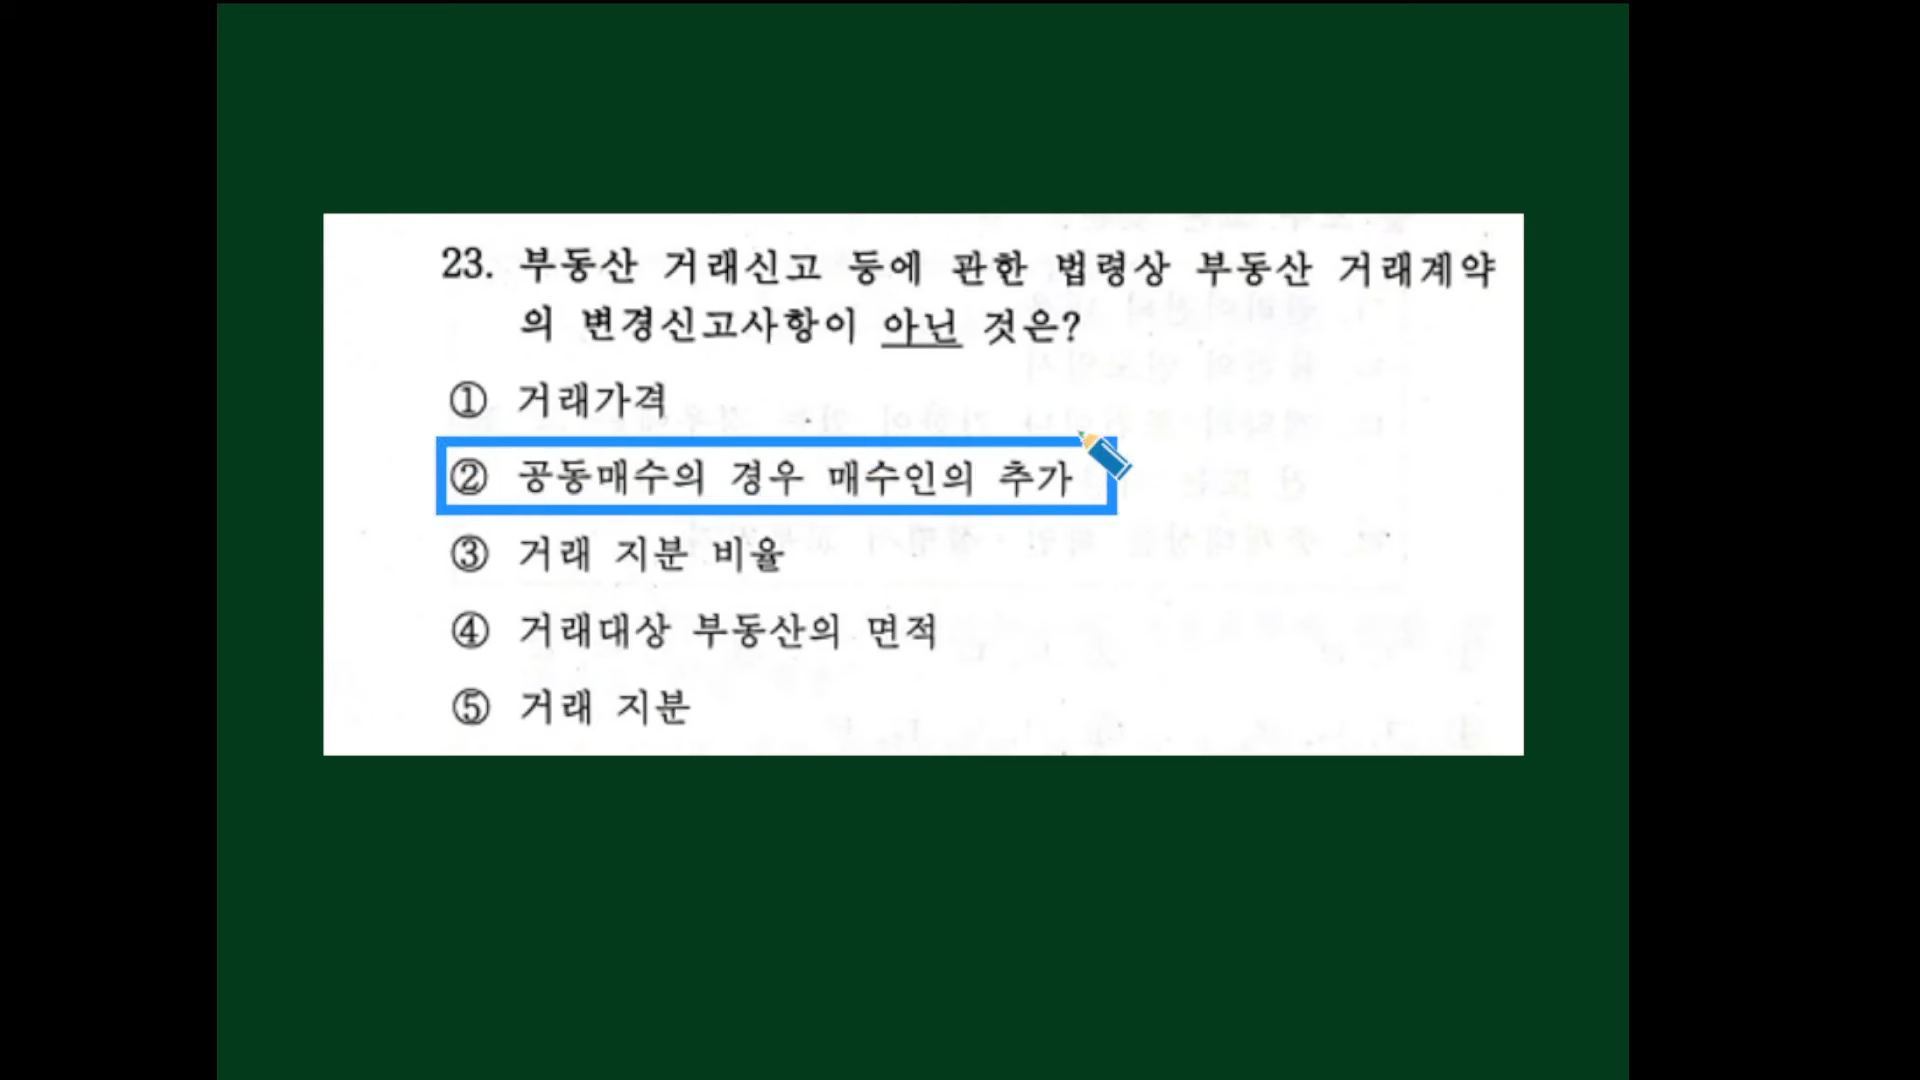 23. 부동산 거래신고 등에 관한 법령상 부동산 거래계약
의 변경신고사항이 아닌 것은?
① 거래가격
② 공동매수의 경우 매수인의 추가
③ 거래 지분 비율
④ 거래대상 부동산의 면적
⑤ 거래 지분